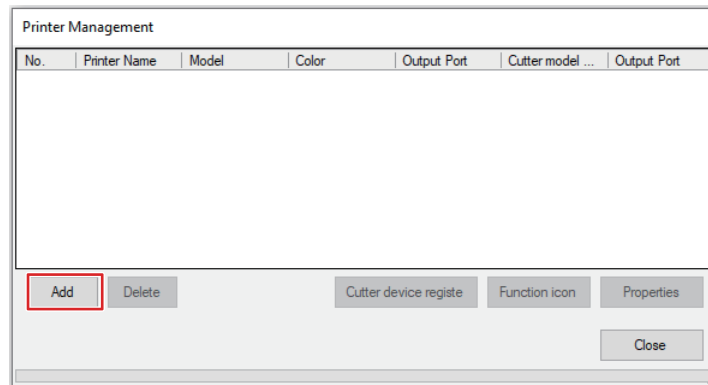 Printer Management
No. Printer Name Model Color Output Port Cutter model ... Output Port
Add Delete Cutter device registe Function icon Properties
Close